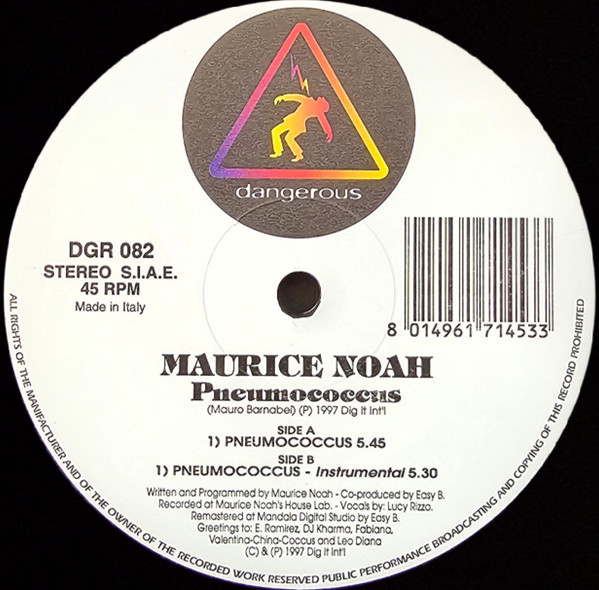 dangerous
DGR 082
STEREO S.I.A.E.
45 RPM
Made in Italy
8 014961 714533
MAURICE NOAH
Pneumococcus
(Mauro Barnabei) (P) 1997 Dig It Int'l
SIDE A
1) PNEUMOCOCCUS 5.45
SIDE B
1) PNEUMOCOCCUS - Instrumental 5.30
Written and Programmed by Maurice Noah - Co-produced by Easy B.
Recorded at Maurice Noah's House Lab. - Vocals by: Lucy Rizzo.
Remastered at Mandala Digital Studio by Easy B.
Greetings to: E. Ramirez, DJ Kharma, Fabiana,
Valentina-China-Coccus and Leo Diana
(C) & (P) 1997 Dig It Int'l
ALL RIGHTS OF THE MANIFACTURER AND OF THE OWNER OF THE RECORDED WORK RESERVED PUBLIC PERFORMANCE BROADCASTING AND COPYING OF THIS RECORD PROHIBITED